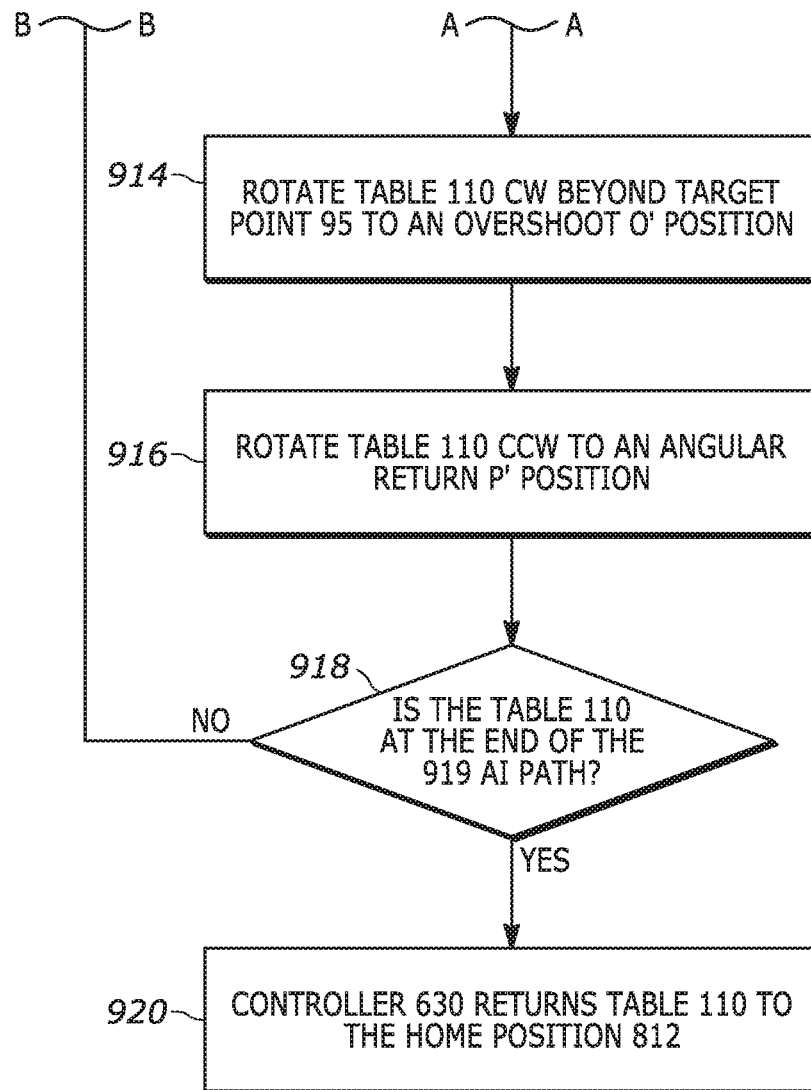 B B A A
914
ROTATE TABLE 110 CW BEYOND TARGET
POINT 95 TO AN OVERSHOOT O' POSITION
916
ROTATE TABLE 110 CCW TO AN ANGULAR
RETURN P' POSITION
918
IS THE TABLE 110
AT THE END OF THE
919 AI PATH?
NO
YES
920
CONTROLLER 630 RETURNS TABLE 110 TO
THE HOME POSITION 812